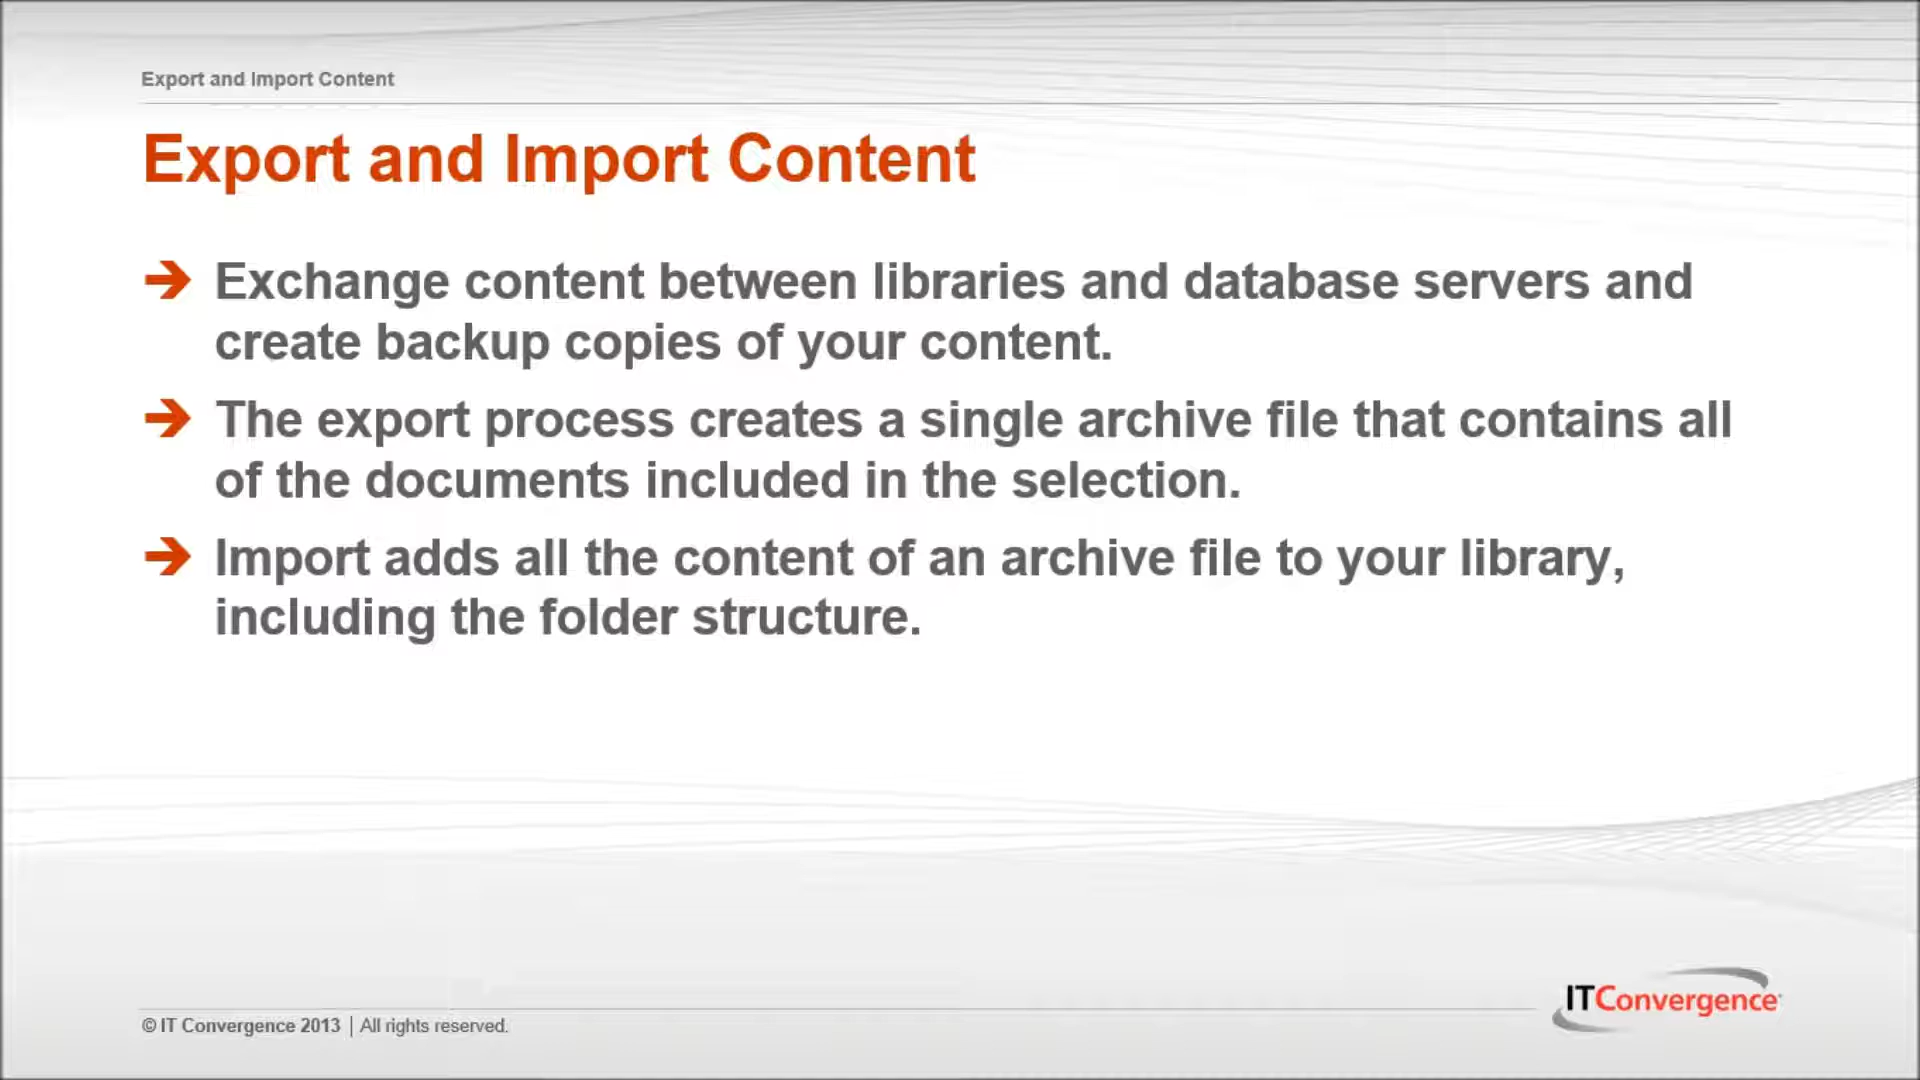 Export and Import Content
Export and Import Content
Exchange content between libraries and database servers and
create backup copies of your content.
The export process creates a single archive file that contains all
of the documents included in the selection.
Import adds all the content of an archive file to your library,
including the folder structure.
© IT Convergence 2013 | All rights reserved.
ITConvergence